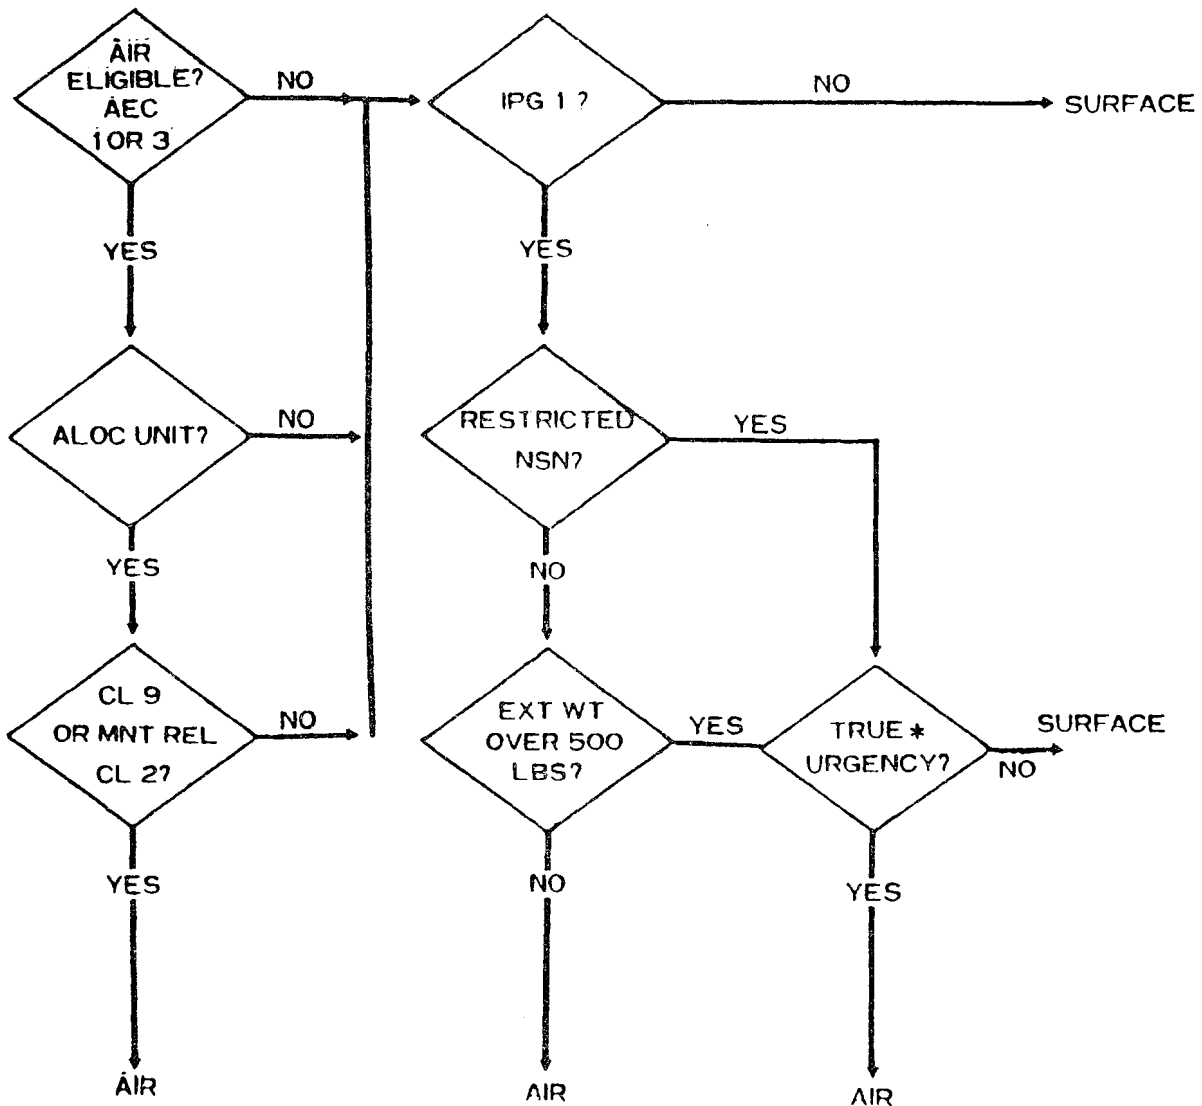 AIR
ELIGIBLE?
AEC
1 OR 3
NO
IPG 1 ?
NO
SURFACE
YES
YES
ALOC UNIT?
NO
RESTRICTED
NSN?
YES
YES
NO
CL 9
OR MNT REL
CL 2?
NO
EXT WT
OVER 500
LBS?
YES
TRUE *
URGENCY?
NO
SURFACE
YES
NO
YES
AIR
AIR
AIR